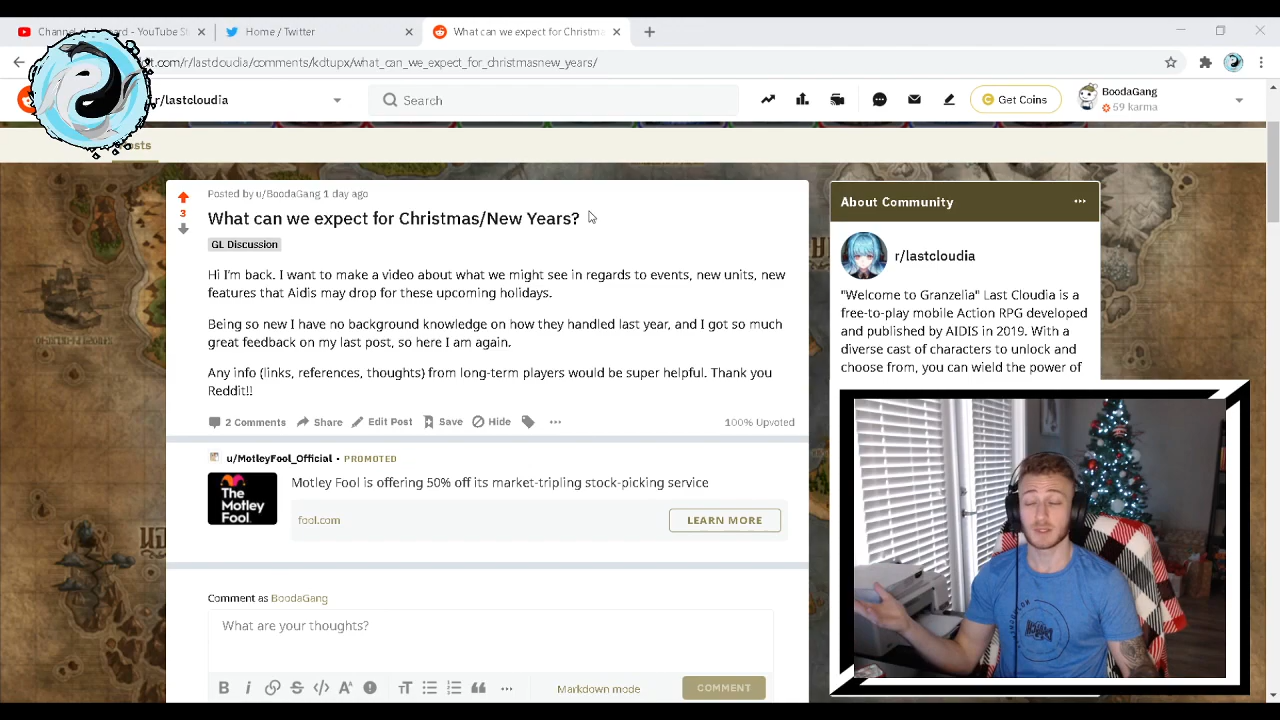 Home / Twitter
What can we expect for Christm
it.com/r/lastcloudia/comments/kdtupx/what_can_we_expect_for_christmasnew_years/
r/lastcloudia
Search
Get Coins
BoodaGang
59 karma
Posts
Posted by u/BoodaGang 1 day ago
3
What can we expect for Christmas/New Years?
GL Discussion
Hi I'm back. I want to make a video about what we might see in regards to events, new units, new
features that Aidis may drop for these upcoming holidays.
Being so new I have no background knowledge on how they handled last year, and I got so much
great feedback on my last post, so here I am again.
Any info (links, references, thoughts) from long-term players would be super helpful. Thank you
Reddit!!
2 Comments Share Edit Post Save Hide ··· 100% Upvoted
u/MotleyFool_Official • PROMOTED
Motley Fool is offering 50% off its market-tripling stock-picking service
The
Motley
Fool.
fool.com
LEARN MORE
Comment as BoodaGang
What are your thoughts?
Markdown mode
COMMENT
About Community
r/lastcloudia
"Welcome to Granzelia" Last Cloudia is a
free-to-play mobile Action RPG developed
and published by AIDIS in 2019. With a
diverse cast of characters to unlock and
choose from, you can wield the power of